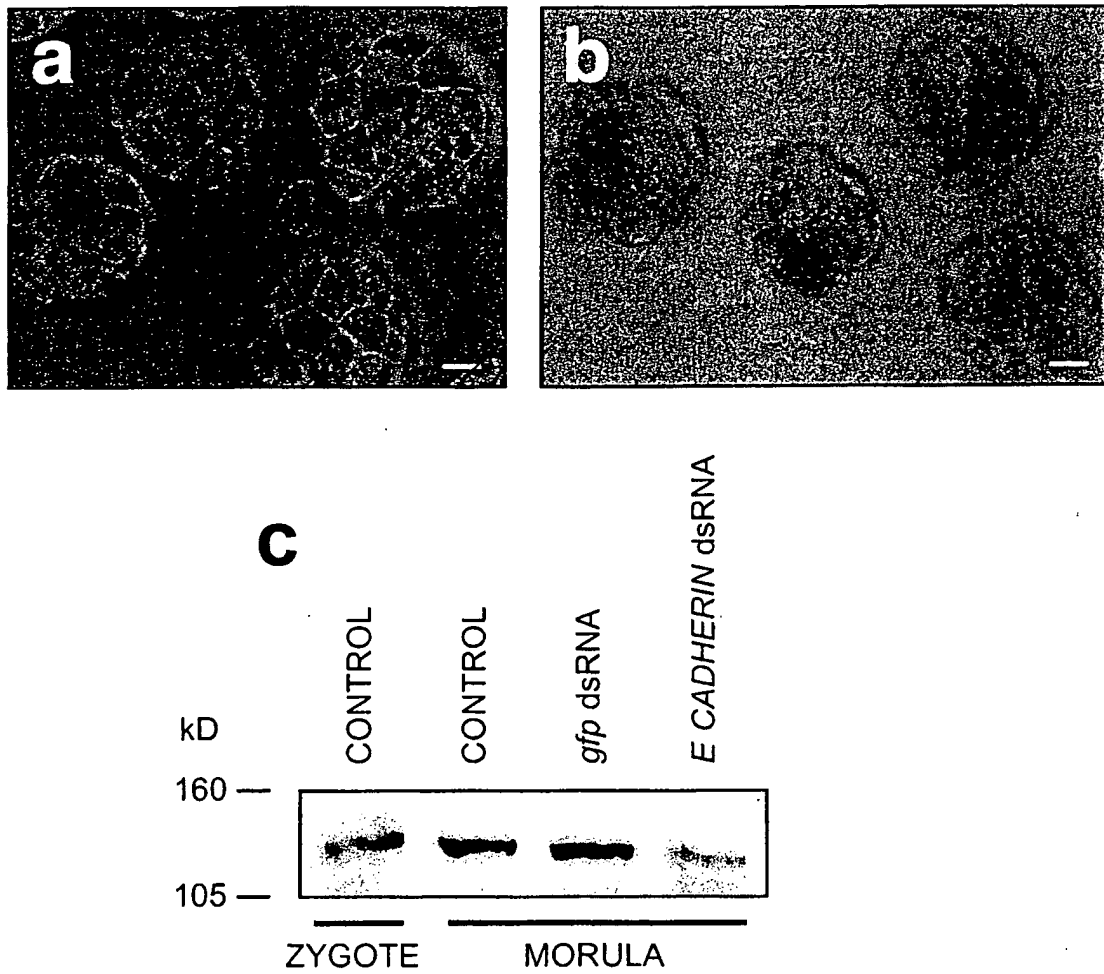 a
b
c
kD
CONTROL
CONTROL
gfp dsRNA
E CADHERIN dsRNA
160
105
ZYGOTE
MORULA